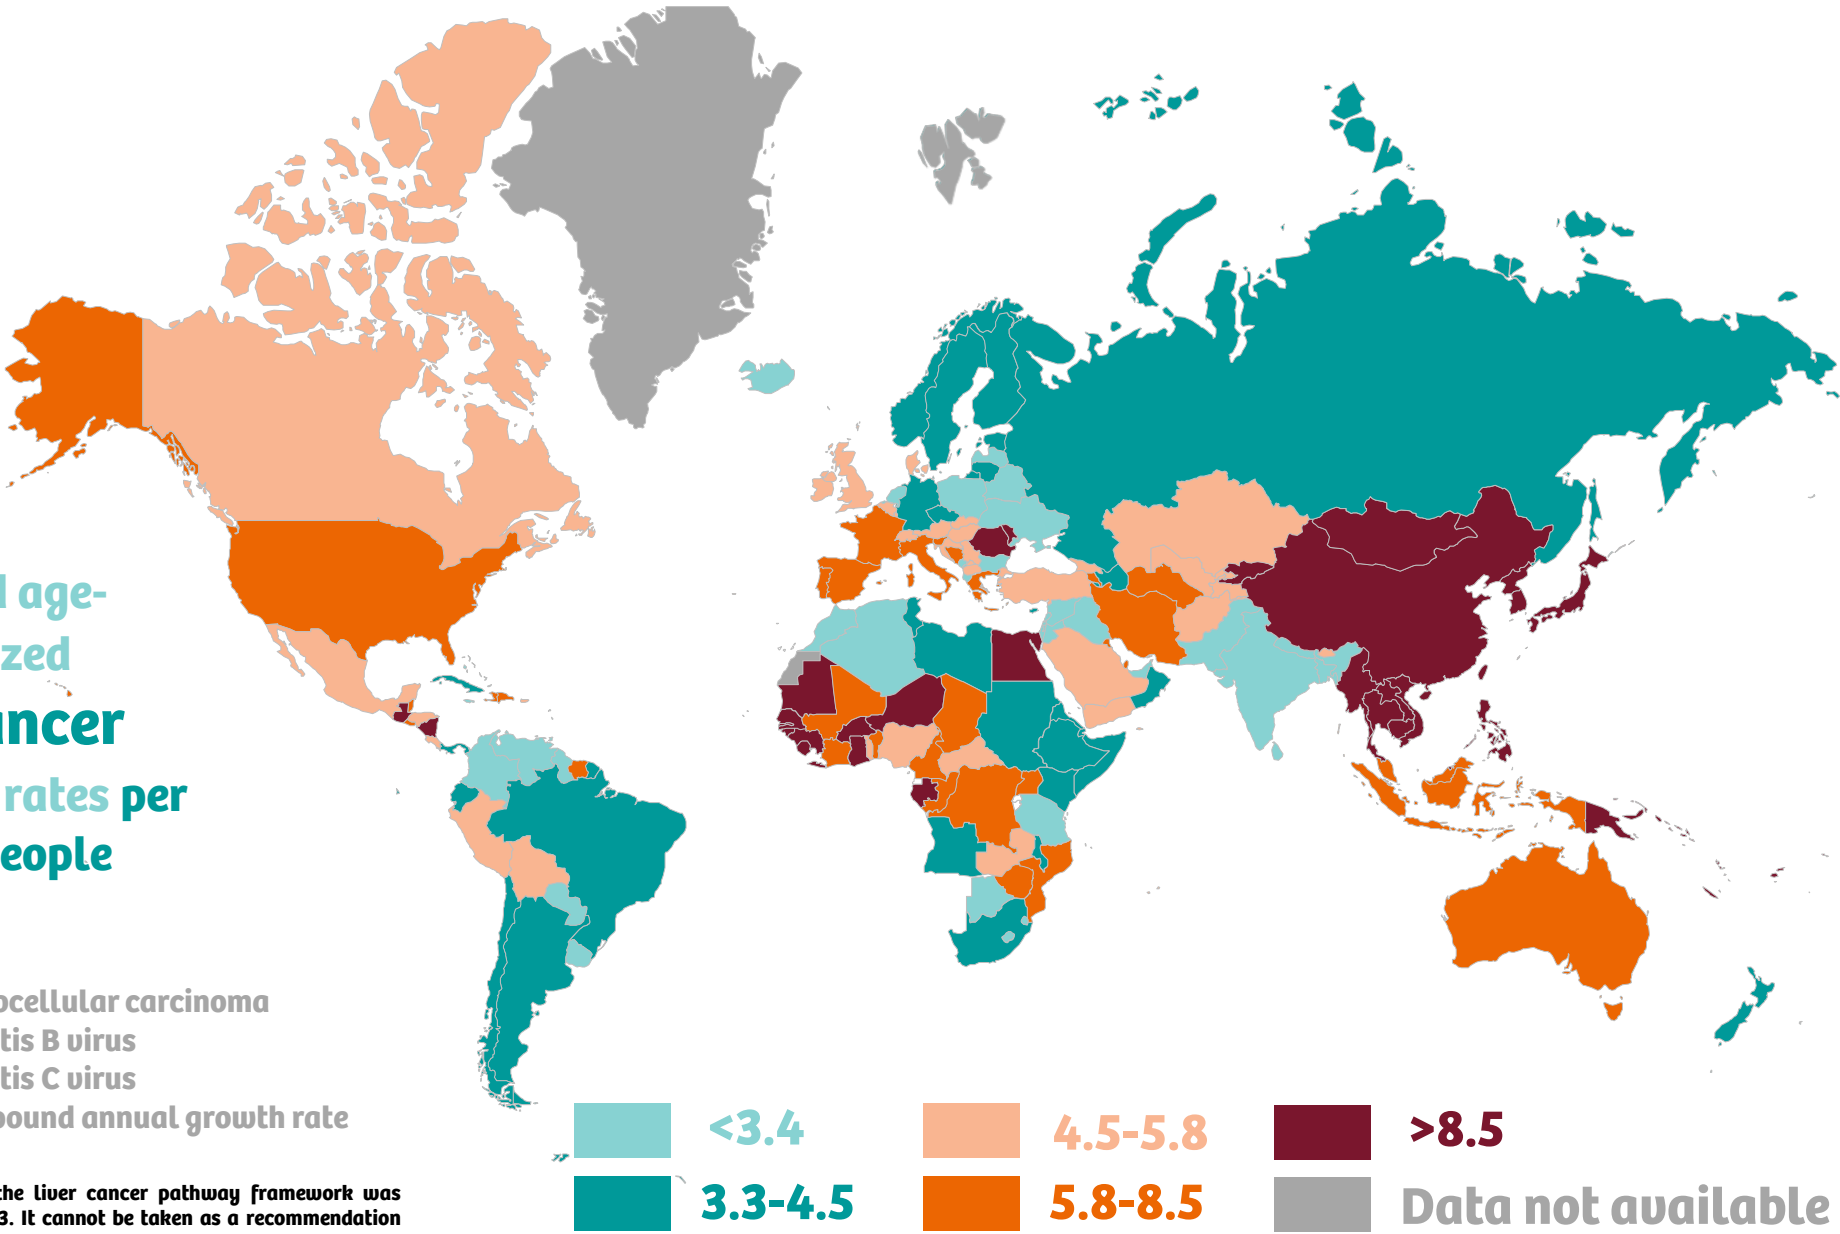 age-
zed
ancer
rates per
eople
ocellular carcinoma
tis B virus
tis C virus
pound annual growth rate
the liver cancer pathway framework was
3. It cannot be taken as a recommendation
<3.4
4.5-5.8
>8.5
3.3-4.5
5.8-8.5
Data not available